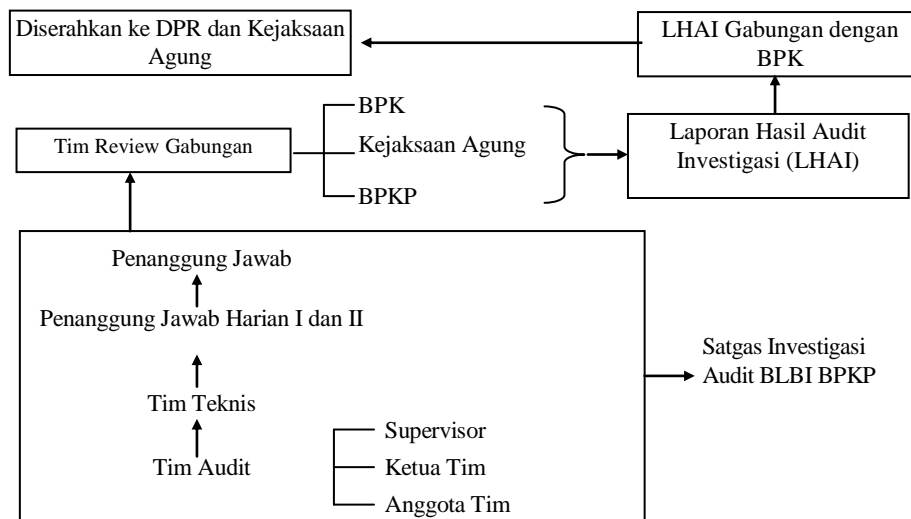 Diserahkan ke DPR dan Kejaksaan
Agung
LHAI Gabungan dengan
BPK
Tim Review Gabungan
BPK
Kejaksaan Agung
BPKP
Laporan Hasil Audit
Investigasi (LHAI)
Penanggung Jawab
Penanggung Jawab Harian I dan II
Tim Teknis
Tim Audit
Supervisor
Ketua Tim
Anggota Tim
Satgas Investigasi
Audit BLBI BPKP